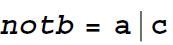 notb = a|c